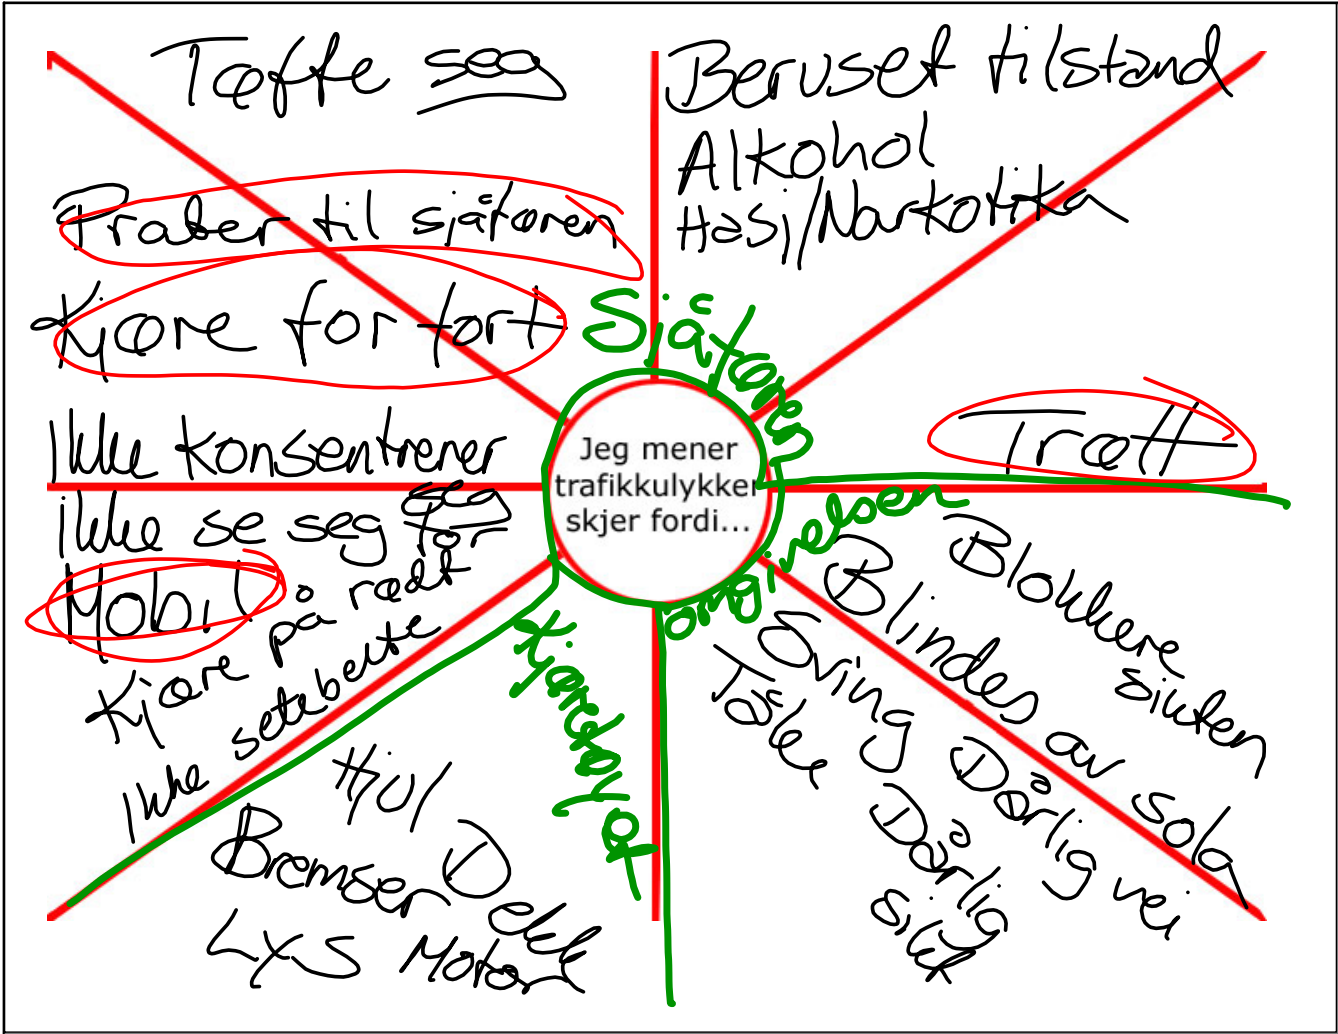 Tøffe seg
Beruset tilstand
Alkohol
Hasj/Narkotika
Prater til sjåføren
Kjøre for fort
Sjåføren
Trøtt
Ikke konsentrerer
seg
Jeg mener
trafikkulykker
skjer fordi...
ikke se seg for
Mobil
Kjøre på rødt
Ikke setebelte
omgivelsen
Blokkere
sikten
Blindes av sola
Sving Dårlig vei
Tåke Dårlig
sikt
Kjøretøyet
Hjul
Bremser Dekk
Lys Motor